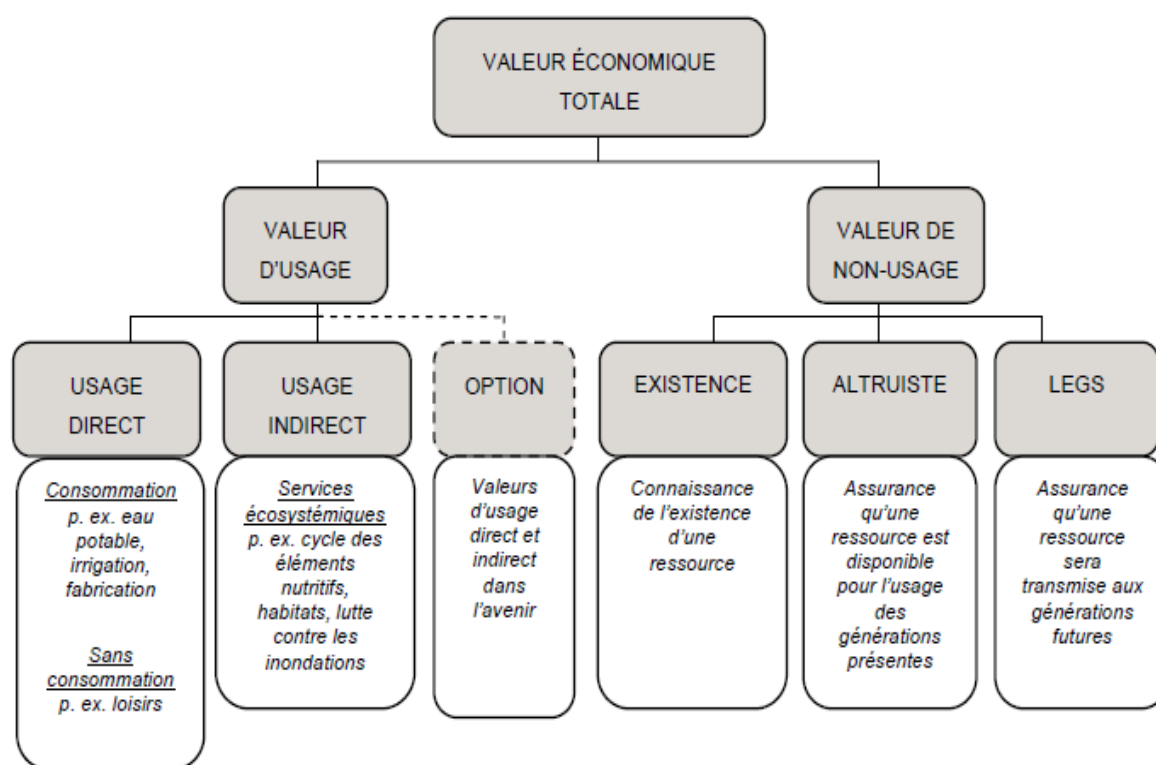 VALEUR ÉCONOMIQUE
TOTALE
VALEUR
D'USAGE
VALEUR DE
NON-USAGE
USAGE
DIRECT
USAGE
INDIRECT
OPTION
EXISTENCE
ALTRUISTE
LEGS
Consommation
p. ex. eau
potable,
irrigation,
fabrication
Sans
consommation
p. ex. loisirs
Services
écosystémiques
p. ex. cycle des
éléments
nutritifs,
habitats, lutte
contre les
inondations
Valeurs
d'usage
direct et
indirect
dans
l'avenir
Connaissance
de l'existence
d'une
ressource
Assurance
qu'une
ressource est
disponible
pour l'usage
des
générations
présentes
Assurance
qu'une
ressource
sera
transmise aux
générations
futures